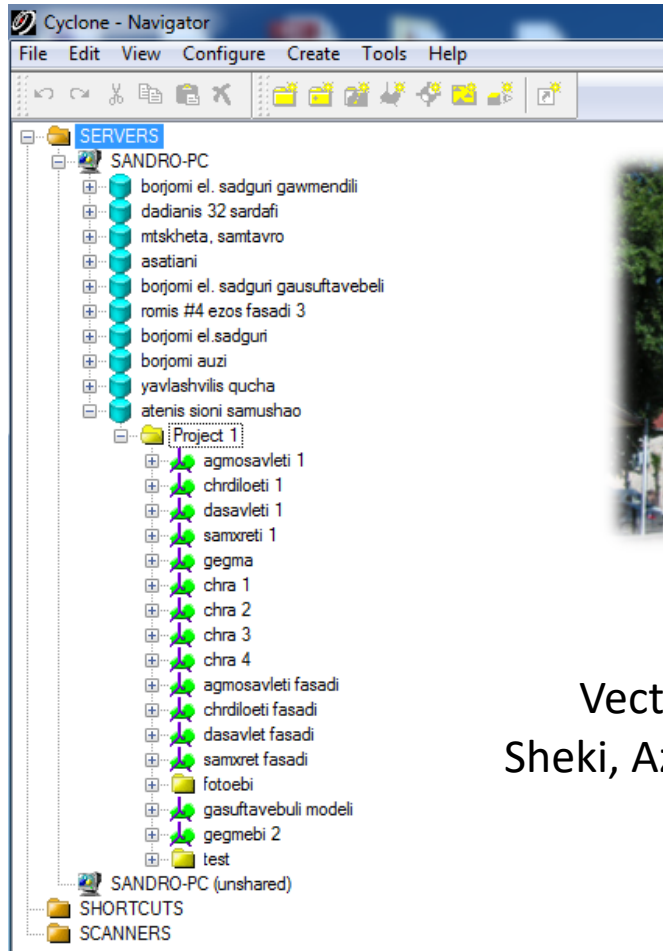 Cyclone - Navigator
File Edit View Configure Create Tools Help
SERVERS
SANDRO-PC
borjomi el. sadguri gawmendili
dadianis 32 sardafi
mtskheta, samtavro
asatiani
borjomi el. sadguri gausuftavebeli
romis #4 ezos fasadi 3
borjomi el.sadguri
borjomi auzi
yavlashvilis qucha
atenis sioni samushao
Project 1
agmosavleti 1
chrdiloeti 1
dasavleti 1
samxreti 1
gegma
chra 1
chra 2
chra 3
chra 4
agmosavleti fasadi
chrdiloeti fasadi
dasavlet fasadi
samxret fasadi
fotoebi
gasuftavebuli modeli
gegmebi 2
test
SANDRO-PC (unshared)
SHORTCUTS
SCANNERS
Vect
Sheki, Az